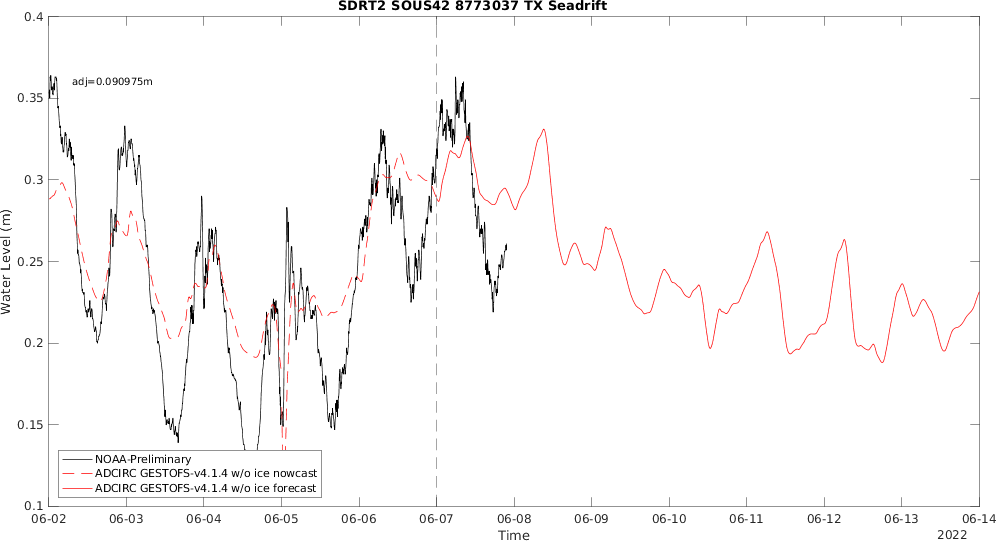 SDRT2 SOUS42 8773037 TX Seadrift
adj=0.090975m
0.4
0.35
0.3
0.25
0.2
0.15
0.1
Water Level (m)
NOAA-Preliminary
ADCIRC GESTOFS-v4.1.4 w/o ice nowcast
ADCIRC GESTOFS-v4.1.4 w/o ice forecast
06-02 06-03 06-04 06-05 06-06 06-07 06-08 06-09 06-10 06-11 06-12 06-13 06-14
Time
2022